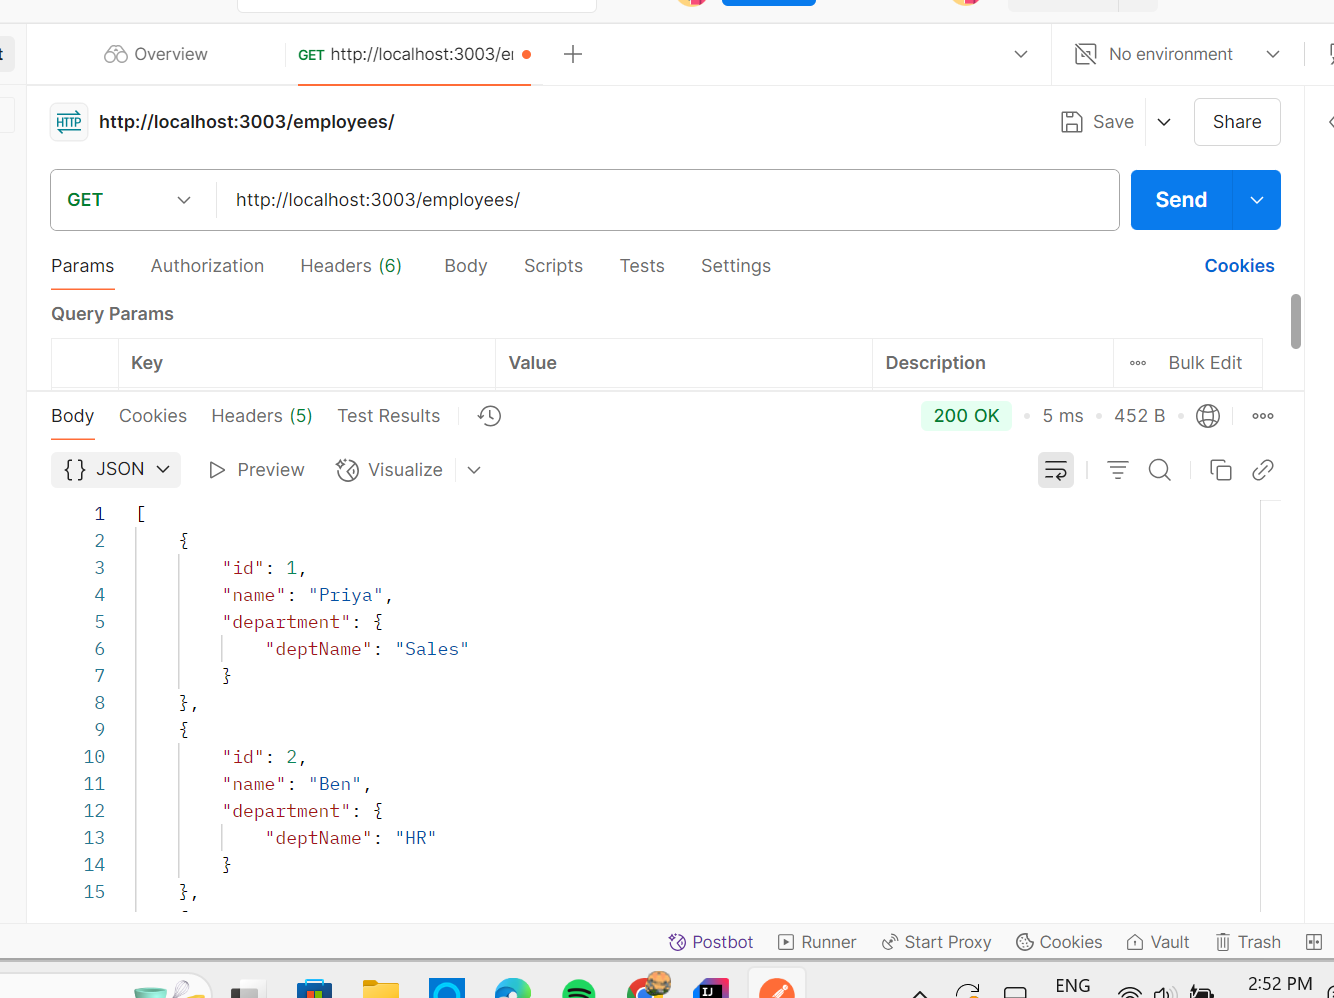 t
Overview
GET http://localhost:3003/er
No environment
HTTP http://localhost:3003/employees/
Save
Share
GET
http://localhost:3003/employees/
Send
Params Authorization Headers (6) Body Scripts Tests Settings Cookies
Query Params
Key Value Description Bulk Edit
Body Cookies Headers (5) Test Results
200 OK 5 ms 452 B
{} JSON Preview Visualize
1 [
2 {
3 "id": 1,
4 "name": "Priya",
5 "department": {
6 "deptName": "Sales"
7 }
8 },
9 {
10 "id": 2,
11 "name": "Ben",
12 "department": {
13 "deptName": "HR"
14 }
15 },
Postbot Runner Start Proxy Cookies Vault Trash
IJ
ENG
2:52 PM